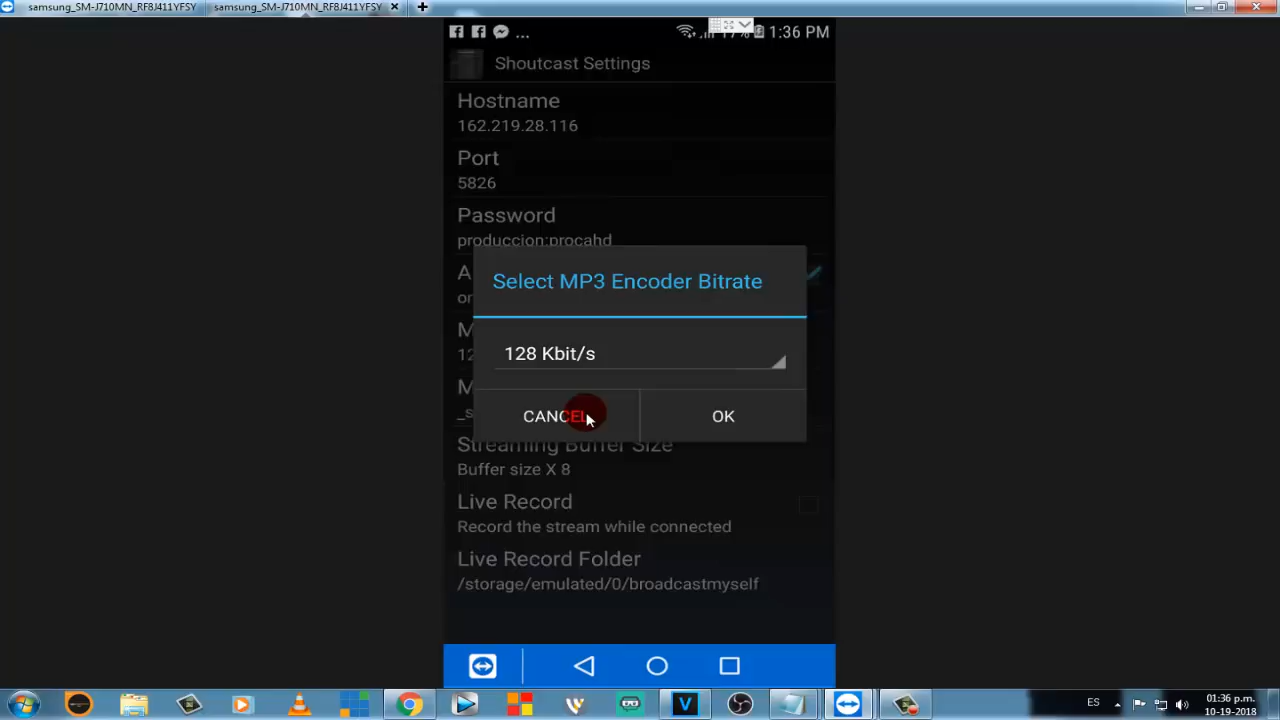 samsung_SM-J710MN_RF8J411YFSY
samsung_SM-J710MN_RF8J411YFSY
... 1:36 PM
Shoutcast Settings
Hostname
162.219.28.116
Port
5826
Password
produccion:procahd
Select MP3 Encoder Bitrate
128 Kbit/s
CANCEL
OK
Streaming Buffer Size
Buffer size X 8
Live Record
Record the stream while connected
Live Record Folder
/storage/emulated/0/broadcastmyself
ES
01:36 p.m.
10-19-2018